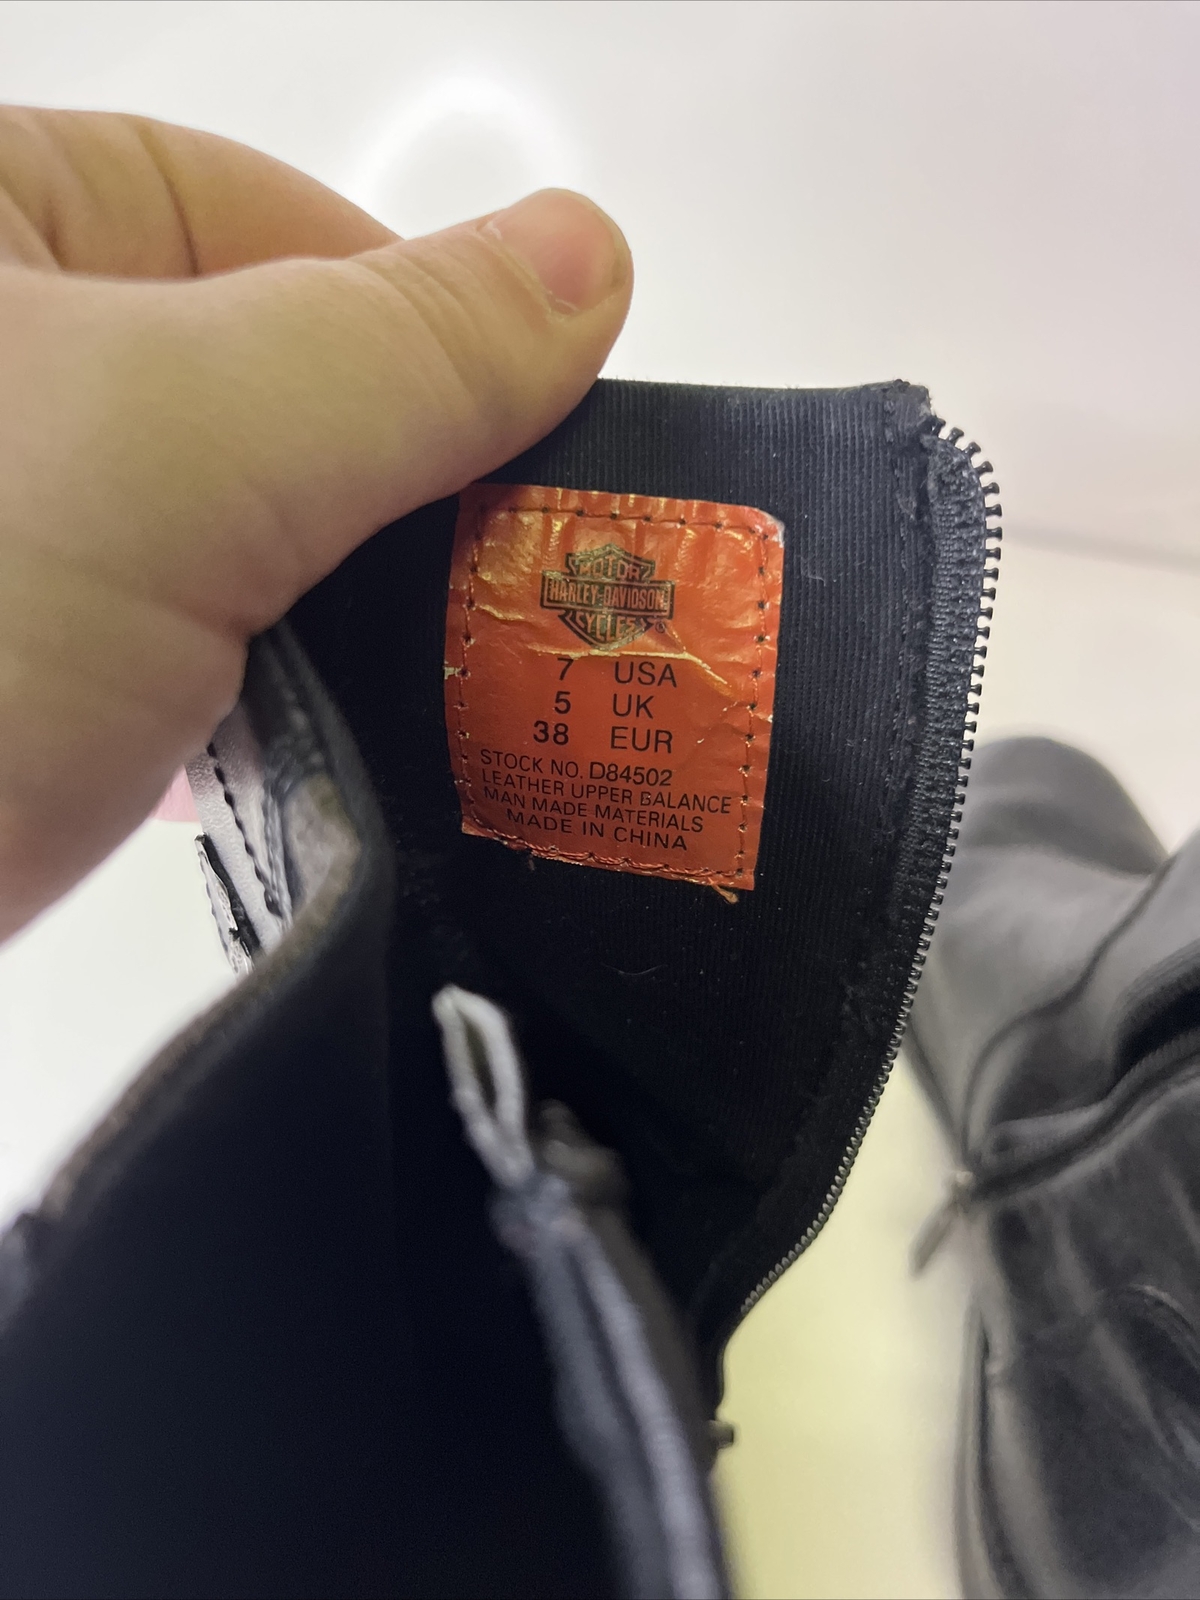 MOTOR
HARLEY-DAVIDSON
CYCLES
7 USA
5 UK
38 EUR
STOCK NO. D84502
LEATHER UPPER BALANCE
MAN MADE MATERIALS
MADE IN CHINA